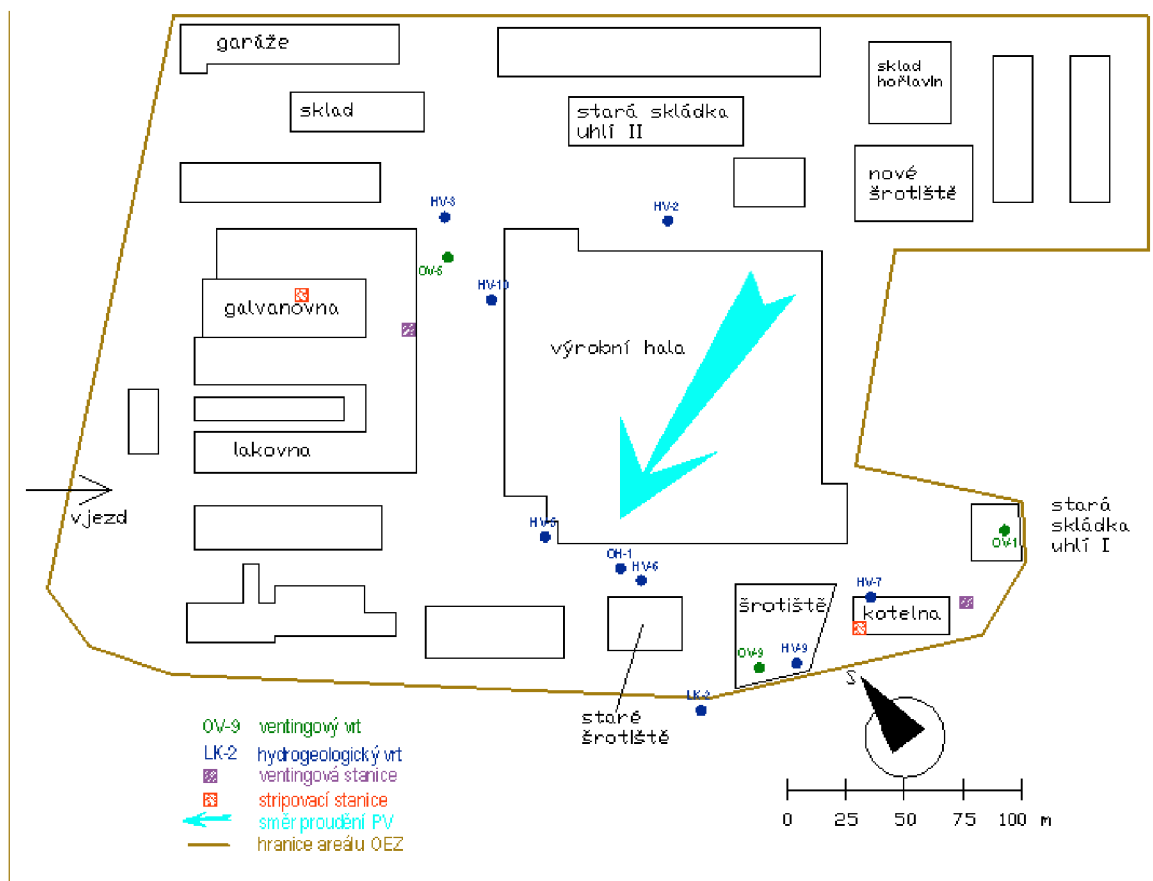 garáže
sklad
stará skládka
uhlí II
sklad
hořlavin
nové
šrotiště
HV-8
HV-2
OV-5
HV-10
galvanovna
výrobní hala
lakovna
vjezd
HV-5
OH-1
HV-6
stará
skládka
uhlí I
OV-1
HV-7
kotelna
šrotiště
OV-9
HV-9
LK-2
S
staré
šrotiště
OV-9 ventingový vrt
LK-2 hydrogeologický vrt
ventingová stanice
stripovací stanice
směr proudění PV
hranice areálu OEZ
0 25 50 75 100 m